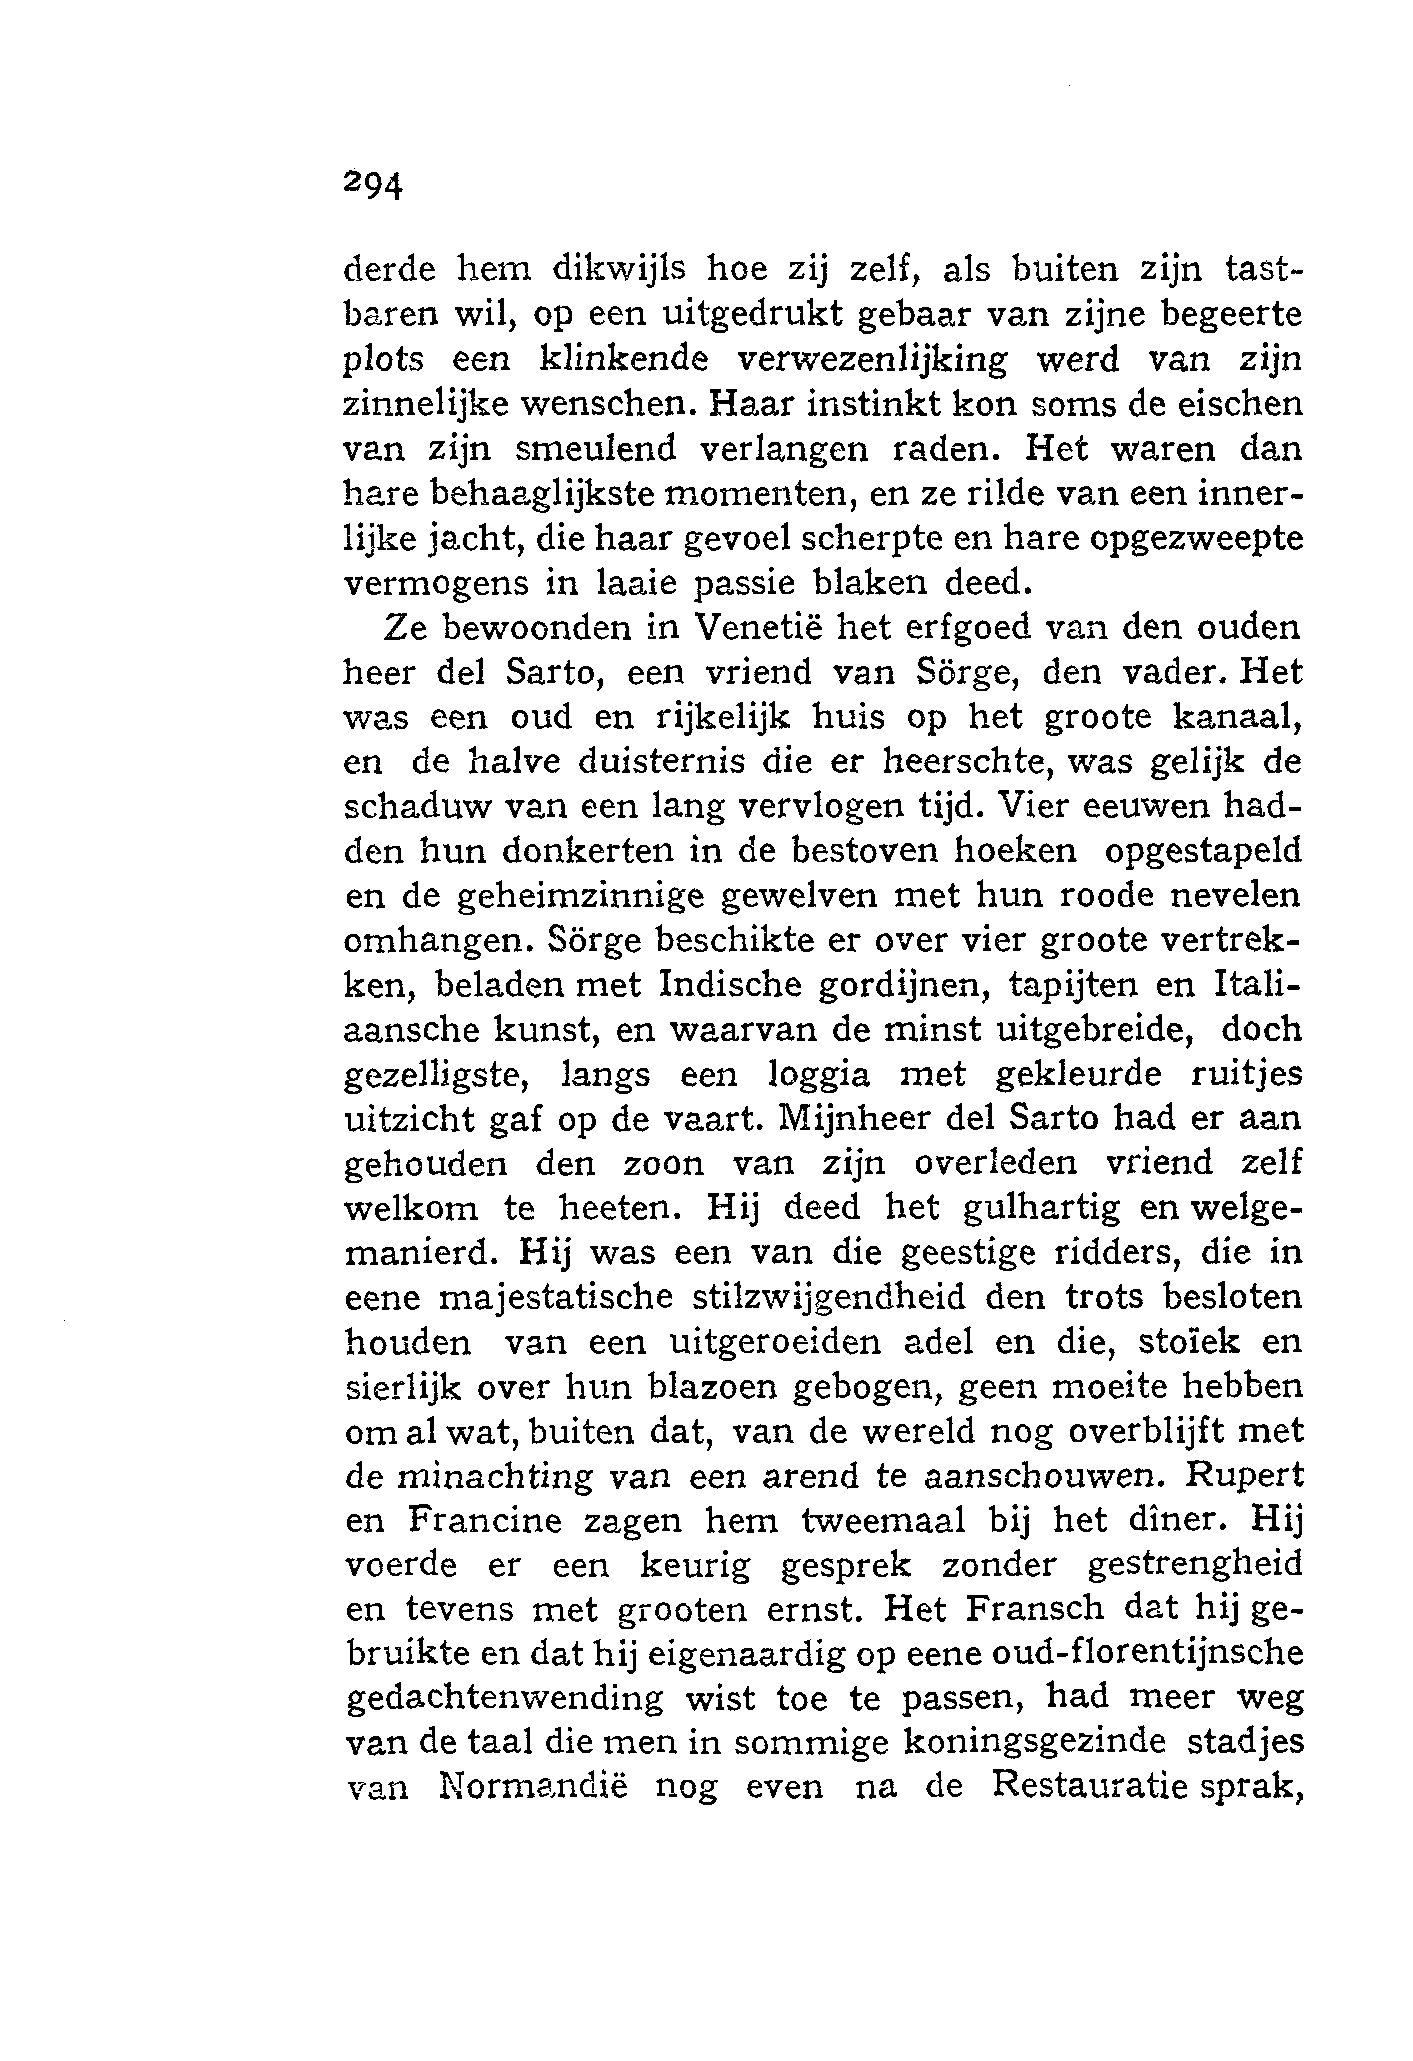 294
derde hem dikwijls hoe zij zelf, als buiten zijn tast-
baren wil, op een uitgedrukt gebaar van zijne begeerte
plots een klinkende verwezenlijking werd van zijn
zinnelijke wenschen. Haar instinkt kon soms de eischen
van zijn smeulend verlangen raden. Het waren dan
hare behaaglijkste momenten, en ze rilde van een inner-
lijke jacht, die haar gevoel scherpte en hare opgezweepte
vermogens in laaie passie blaken deed.
Ze bewoonden in Venetië het erfgoed van den ouden
heer del Sarto, een vriend van Sörge, den vader. Het
was een oud en rijkelijk huis op het groote kanaal,
en de halve duisternis die er heerschte, was gelijk de
schaduw van een lang vervlogen tijd. Vier eeuwen had-
den hun donkerten in de bestoven hoeken opgestapeld
en de geheimzinnige gewelven met hun roode nevelen
omhangen. Sörge beschikte er over vier groote vertrek-
ken, beladen met Indische gordijnen, tapijten en Itali-
aansche kunst, en waarvan de minst uitgebreide, doch
gezelligste, langs een loggia met gekleurde ruitjes
uitzicht gaf op de vaart. Mijnheer del Sarto had er aan
gehouden den zoon van zijn overleden vriend zelf
welkom te heeten. Hij deed het gulhartig en welge-
manierd. Hij was een van die geestige ridders, die in
eene majestatische stilzwijgendheid den trots besloten
houden van een uitgeroeiden adel en die, stoïek en
sierlijk over hun blazoen gebogen, geen moeite hebben
om al wat, buiten dat, van de wereld nog overblijft met
de minachting van een arend te aanschouwen. Rupert
en Francine zagen hem tweemaal bij het dîner. Hij
voerde er een keurig gesprek zonder gestrengheid
en tevens met grooten ernst. Het Fransch dat hij ge-
bruikte en dat hij eigenaardig op eene oud-florentijnsche
gedachtenwending wist toe te passen, had meer weg
van de taal die men in sommige koningsgezinde stadjes
van Normandië nog even na de Restauratie sprak,